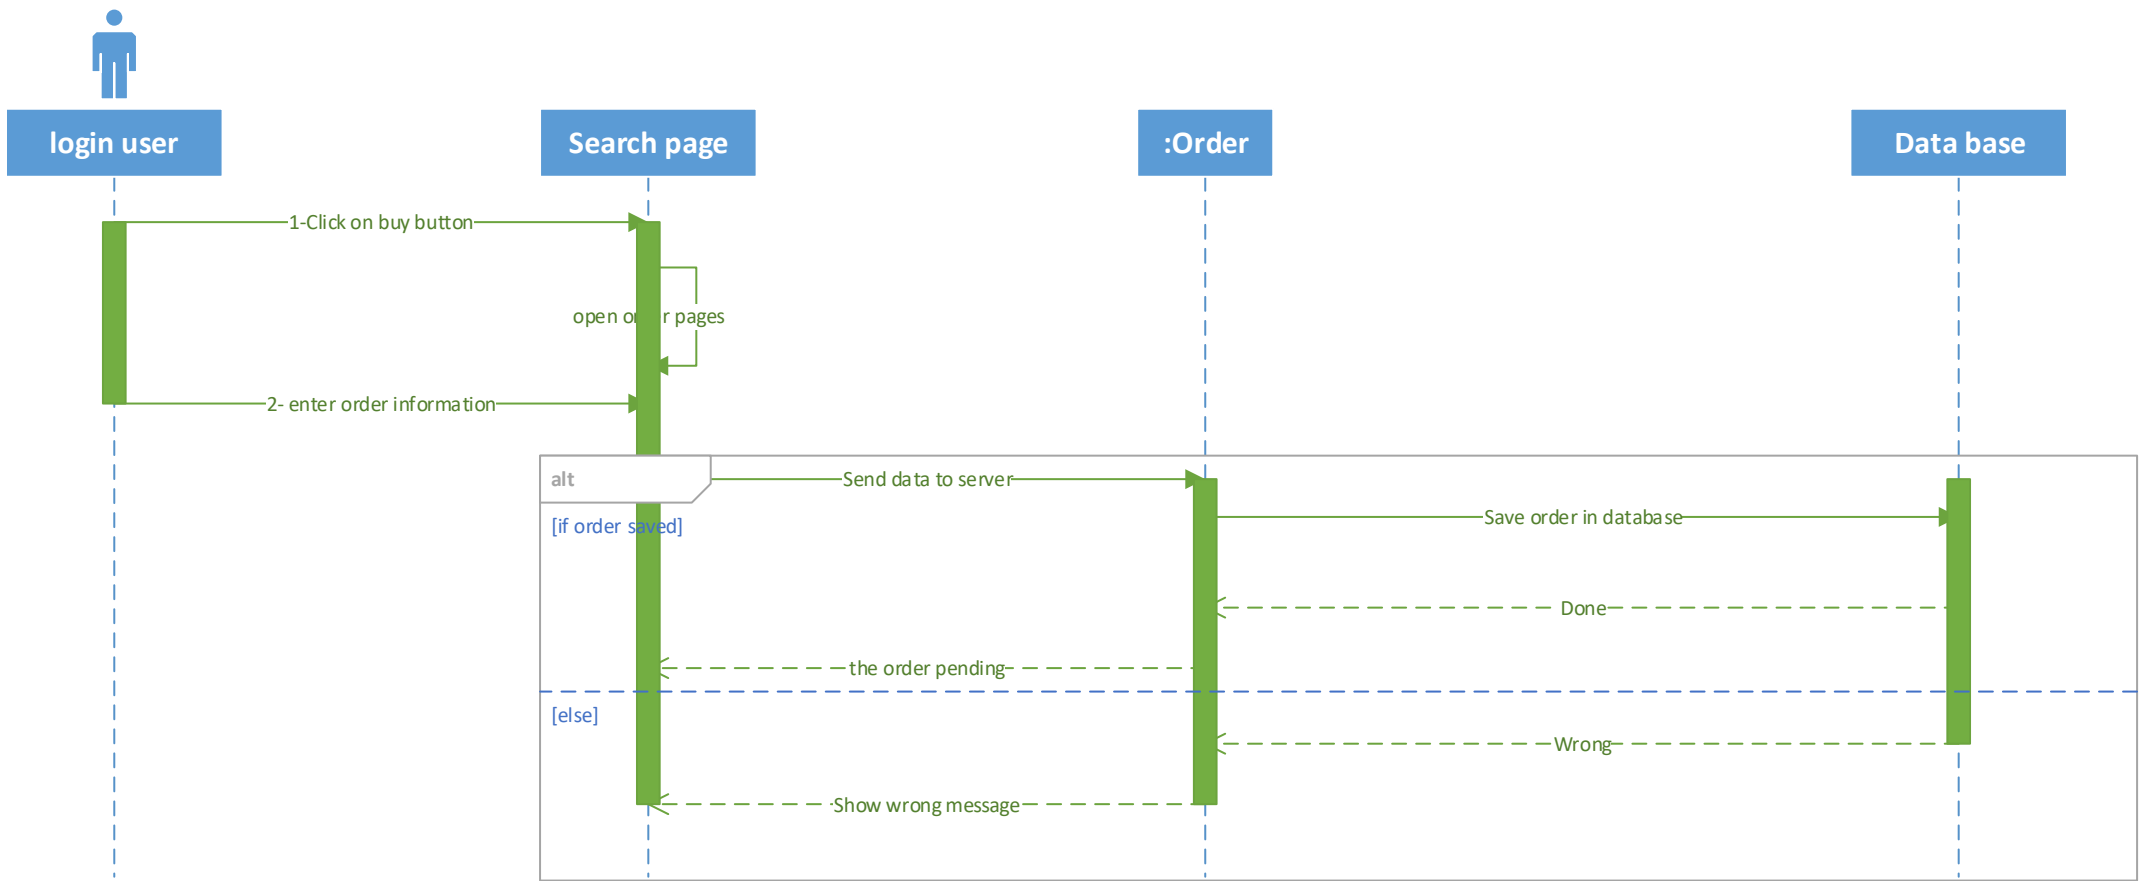 login user
Search page
:Order
Data base
1-Click on buy button
open or r pages
2- enter order information
alt
Send data to server
[if order saved]
Save order in database
Done
the order pending
[else]
Wrong
Show wrong message